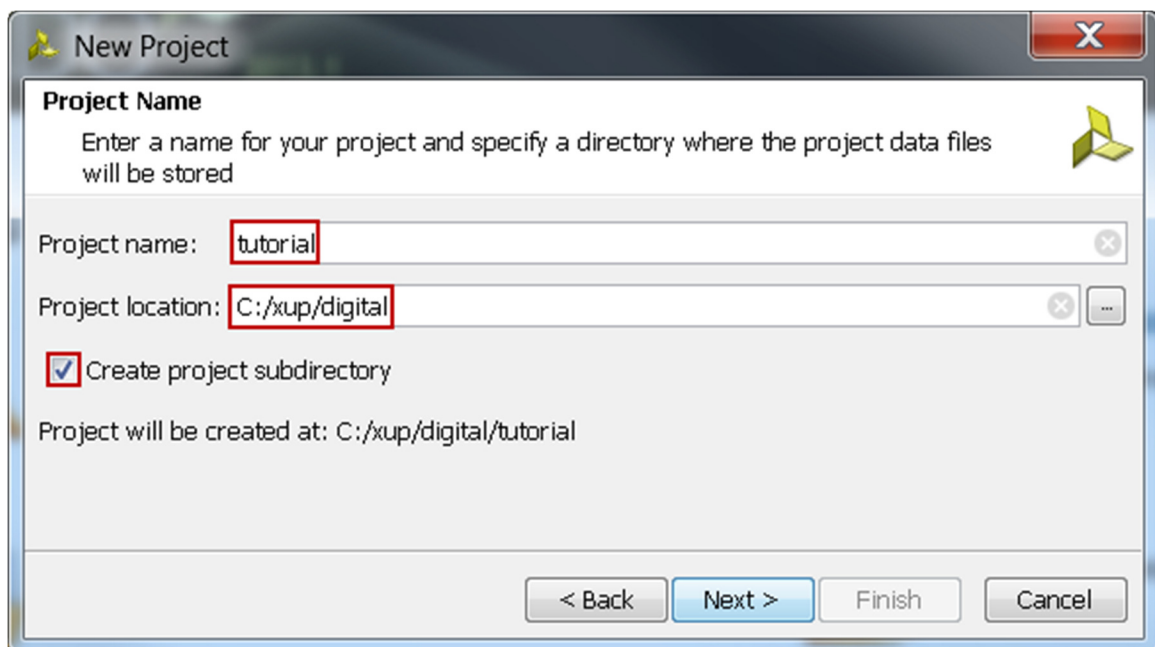 New Project
Project Name
Enter a name for your project and specify a directory where the project data files
will be stored
Project name: tutorial
Project location: C:/xup/digital ...
Create project subdirectory
Project will be created at: C:/xup/digital/tutorial
< Back Next > Finish Cancel